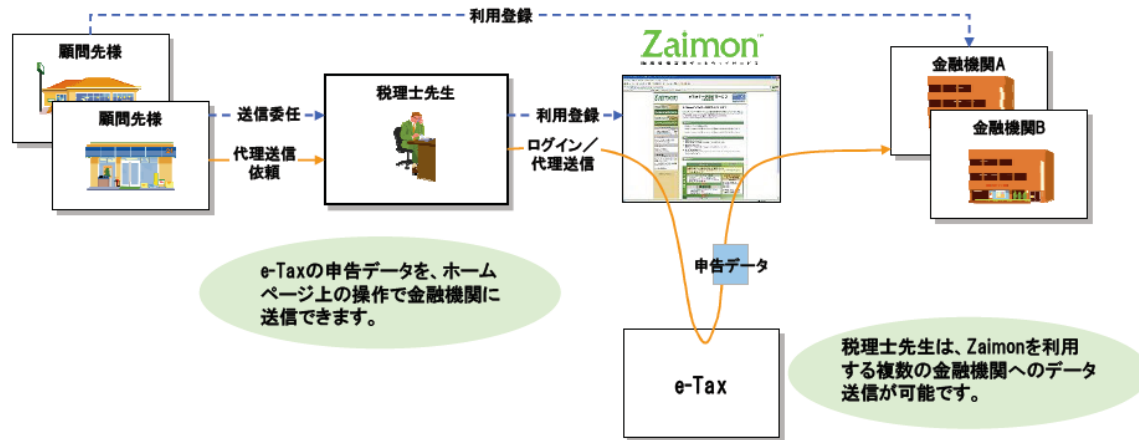 利用登録
顧問先様
顧問先様
送信委任
代理送信
依頼
税理士先生
利用登録
ログイン／
代理送信
Zaimon™
金融機関A
金融機関B
申告データ
e-Taxの申告データを、ホーム
ページ上の操作で金融機関に
送信できます。
e-Tax
税理士先生は、Zaimonを利用
する複数の金融機関へのデータ
送信が可能です。